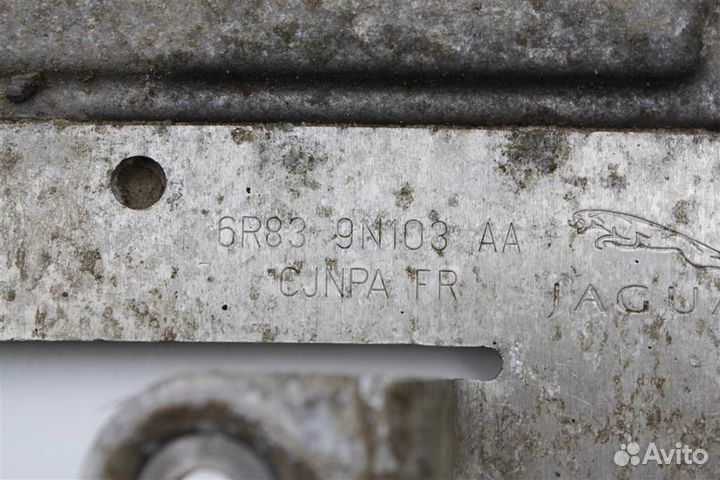 6R83 9N103 AA
CJNPA FR
JAGUA
Avito